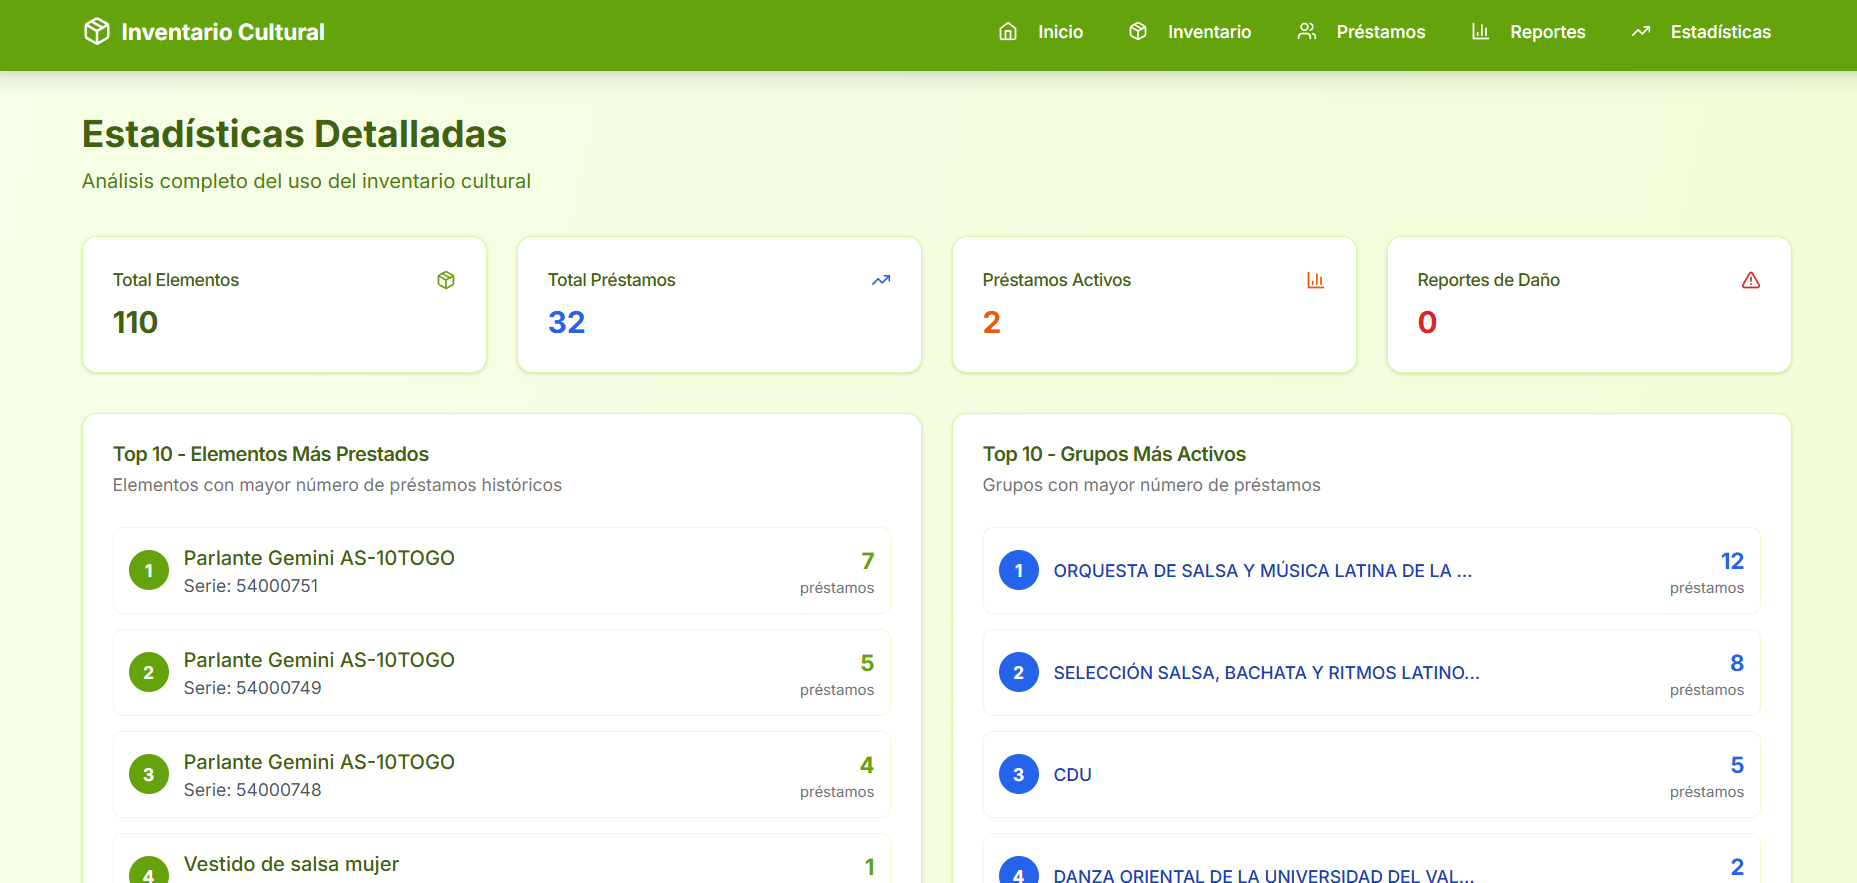 Inventario Cultural
Inicio
Inventario
Préstamos
Reportes
Estadísticas
Estadísticas Detalladas
Análisis completo del uso del inventario cultural
Total Elementos
110
Total Préstamos
32
Préstamos Activos
2
Reportes de Daño
0
Top 10 - Elementos Más Prestados
Elementos con mayor número de préstamos históricos
1
Parlante Gemini AS-10TOGO
Serie: 54000751
7
préstamos
2
Parlante Gemini AS-10TOGO
Serie: 54000749
5
préstamos
3
Parlante Gemini AS-10TOGO
Serie: 54000748
4
préstamos
4
Vestido de salsa mujer
1
Top 10 - Grupos Más Activos
Grupos con mayor número de préstamos
1
ORQUESTA DE SALSA Y MÚSICA LATINA DE LA ...
12
préstamos
2
SELECCIÓN SALSA, BACHATA Y RITMOS LATINO...
8
préstamos
3
CDU
5
préstamos
4
DANZA ORIENTAL DE LA UNIVERSIDAD DEL VAL...
2